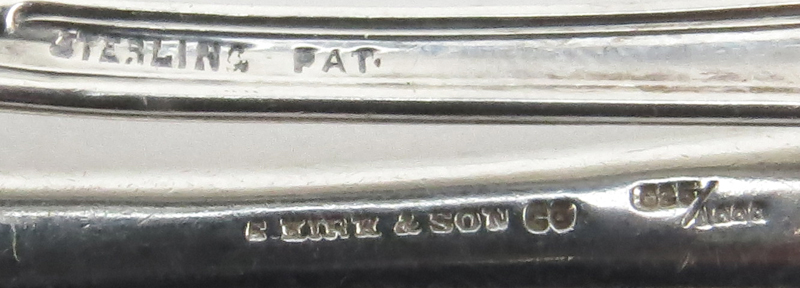 STERLING PAT.
S KIRK & SON CO 925/1000